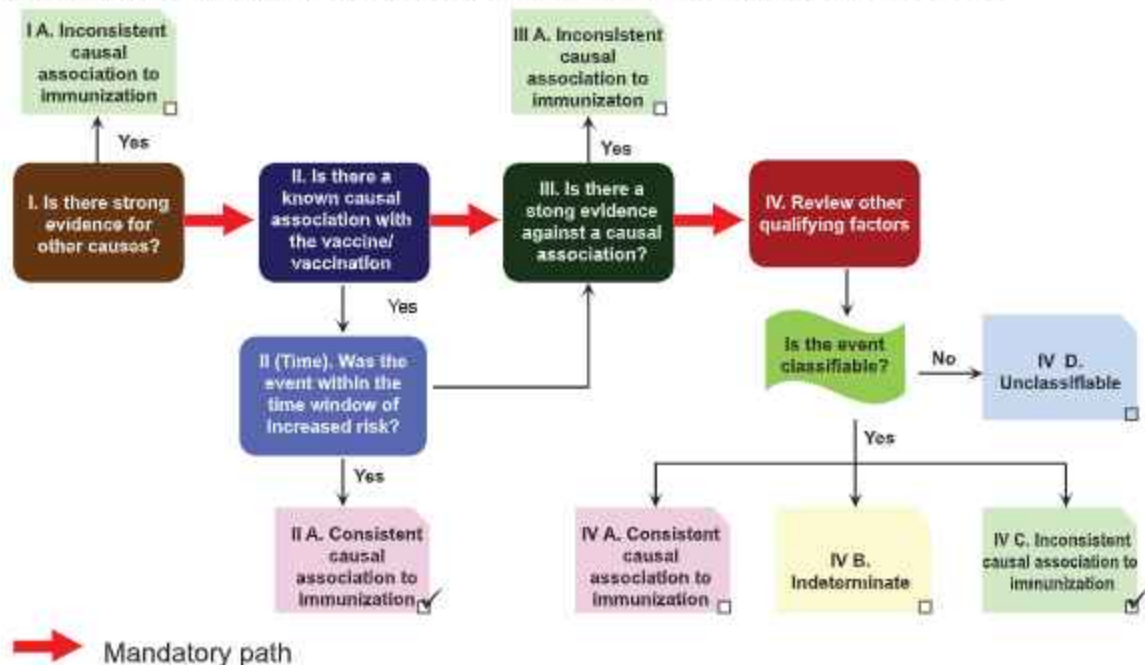 I A. Inconsistent
causal
association to
immunization
III A. Inconsistent
causal
association to
immunizaton
Yes
Yes
I. Is there strong
evidence for
other causes?
II. Is there a
known causal
association with
the vaccine/
vaccination
III. Is there a
stong evidence
against a causal
association?
IV. Review other
qualifying factors
Yes
II (Time). Was the
event within the
time window of
increased risk?
Is the event
classifiable?
No
IV D.
Unclassifiable
Yes
Yes
II A. Consistent
causal
association to
immunization
IV A. Consistent
causal
association to
immunization
IV B.
Indeterminate
IV C. Inconsistent
causal association to
immunization
Mandatory path